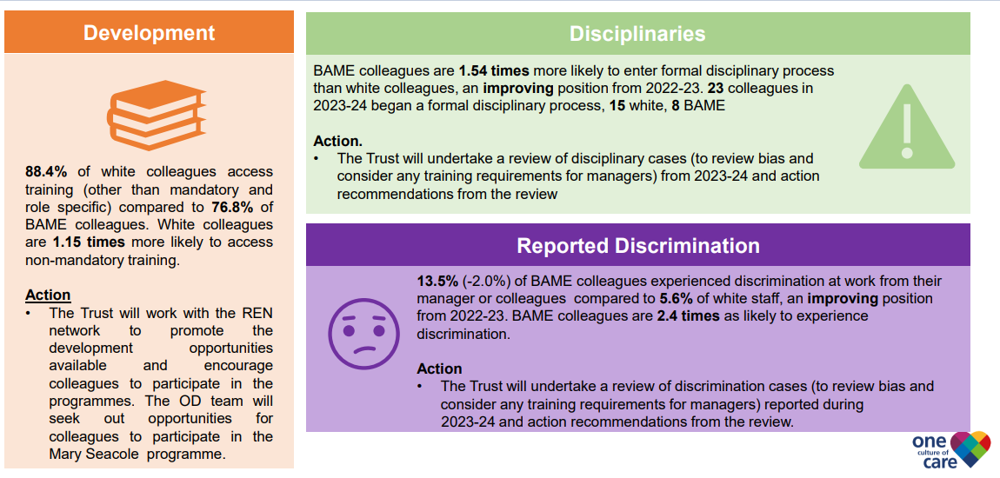 Development
88.4% of white colleagues access
training (other than mandatory and
role specific) compared to 76.8% of
BAME colleagues. White colleagues
are 1.15 times more likely to access
non-mandatory training.
Action
• The Trust will work with the REN
network to promote the
development opportunities
available and encourage
colleagues to participate in the
programmes. The OD team will
seek out opportunities for
colleagues to participate in the
Mary Seacole programme.
Disciplinaries
BAME colleagues are 1.54 times more likely to enter formal disciplinary process
than white colleagues, an improving position from 2022-23. 23 colleagues in
2023-24 began a formal disciplinary process, 15 white, 8 BAME
Action.
• The Trust will undertake a review of disciplinary cases (to review bias and
consider any training requirements for managers) from 2023-24 and action
recommendations from the review
Reported Discrimination
13.5% (-2.0%) of BAME colleagues experienced discrimination at work from their
manager or colleagues compared to 5.6% of white staff, an improving position
from 2022-23. BAME colleagues are 2.4 times as likely to experience
discrimination.
Action
• The Trust will undertake a review of discrimination cases (to review bias and
consider any training requirements for managers) reported during
2023-24 and action recommendations from the review.
one
culture of
care